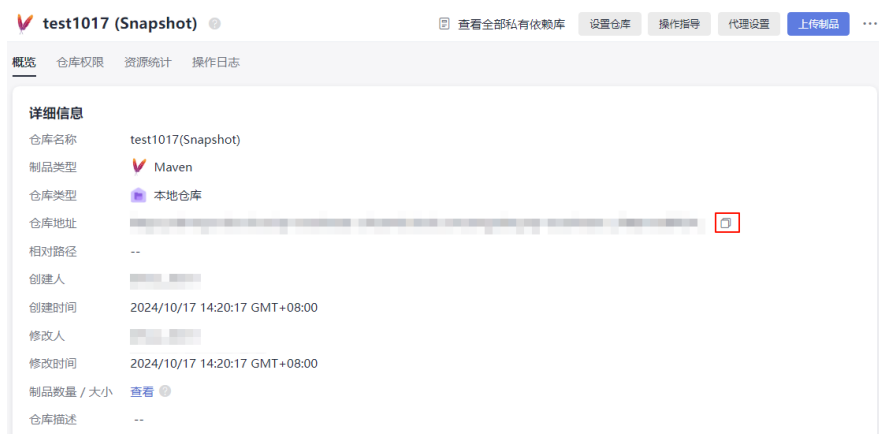 test1017 (Snapshot) 查看全部私有依赖库 设置仓库 操作指导 代理设置 上传制品
概览 仓库权限 资源统计 操作日志
详细信息
仓库名称 test1017(Snapshot)
制品类型 Maven
仓库类型 本地仓库
仓库地址
相对路径 --
创建人
创建时间 2024/10/17 14:20:17 GMT+08:00
修改人
修改时间 2024/10/17 14:20:17 GMT+08:00
制品数量 / 大小 查看
仓库描述 --